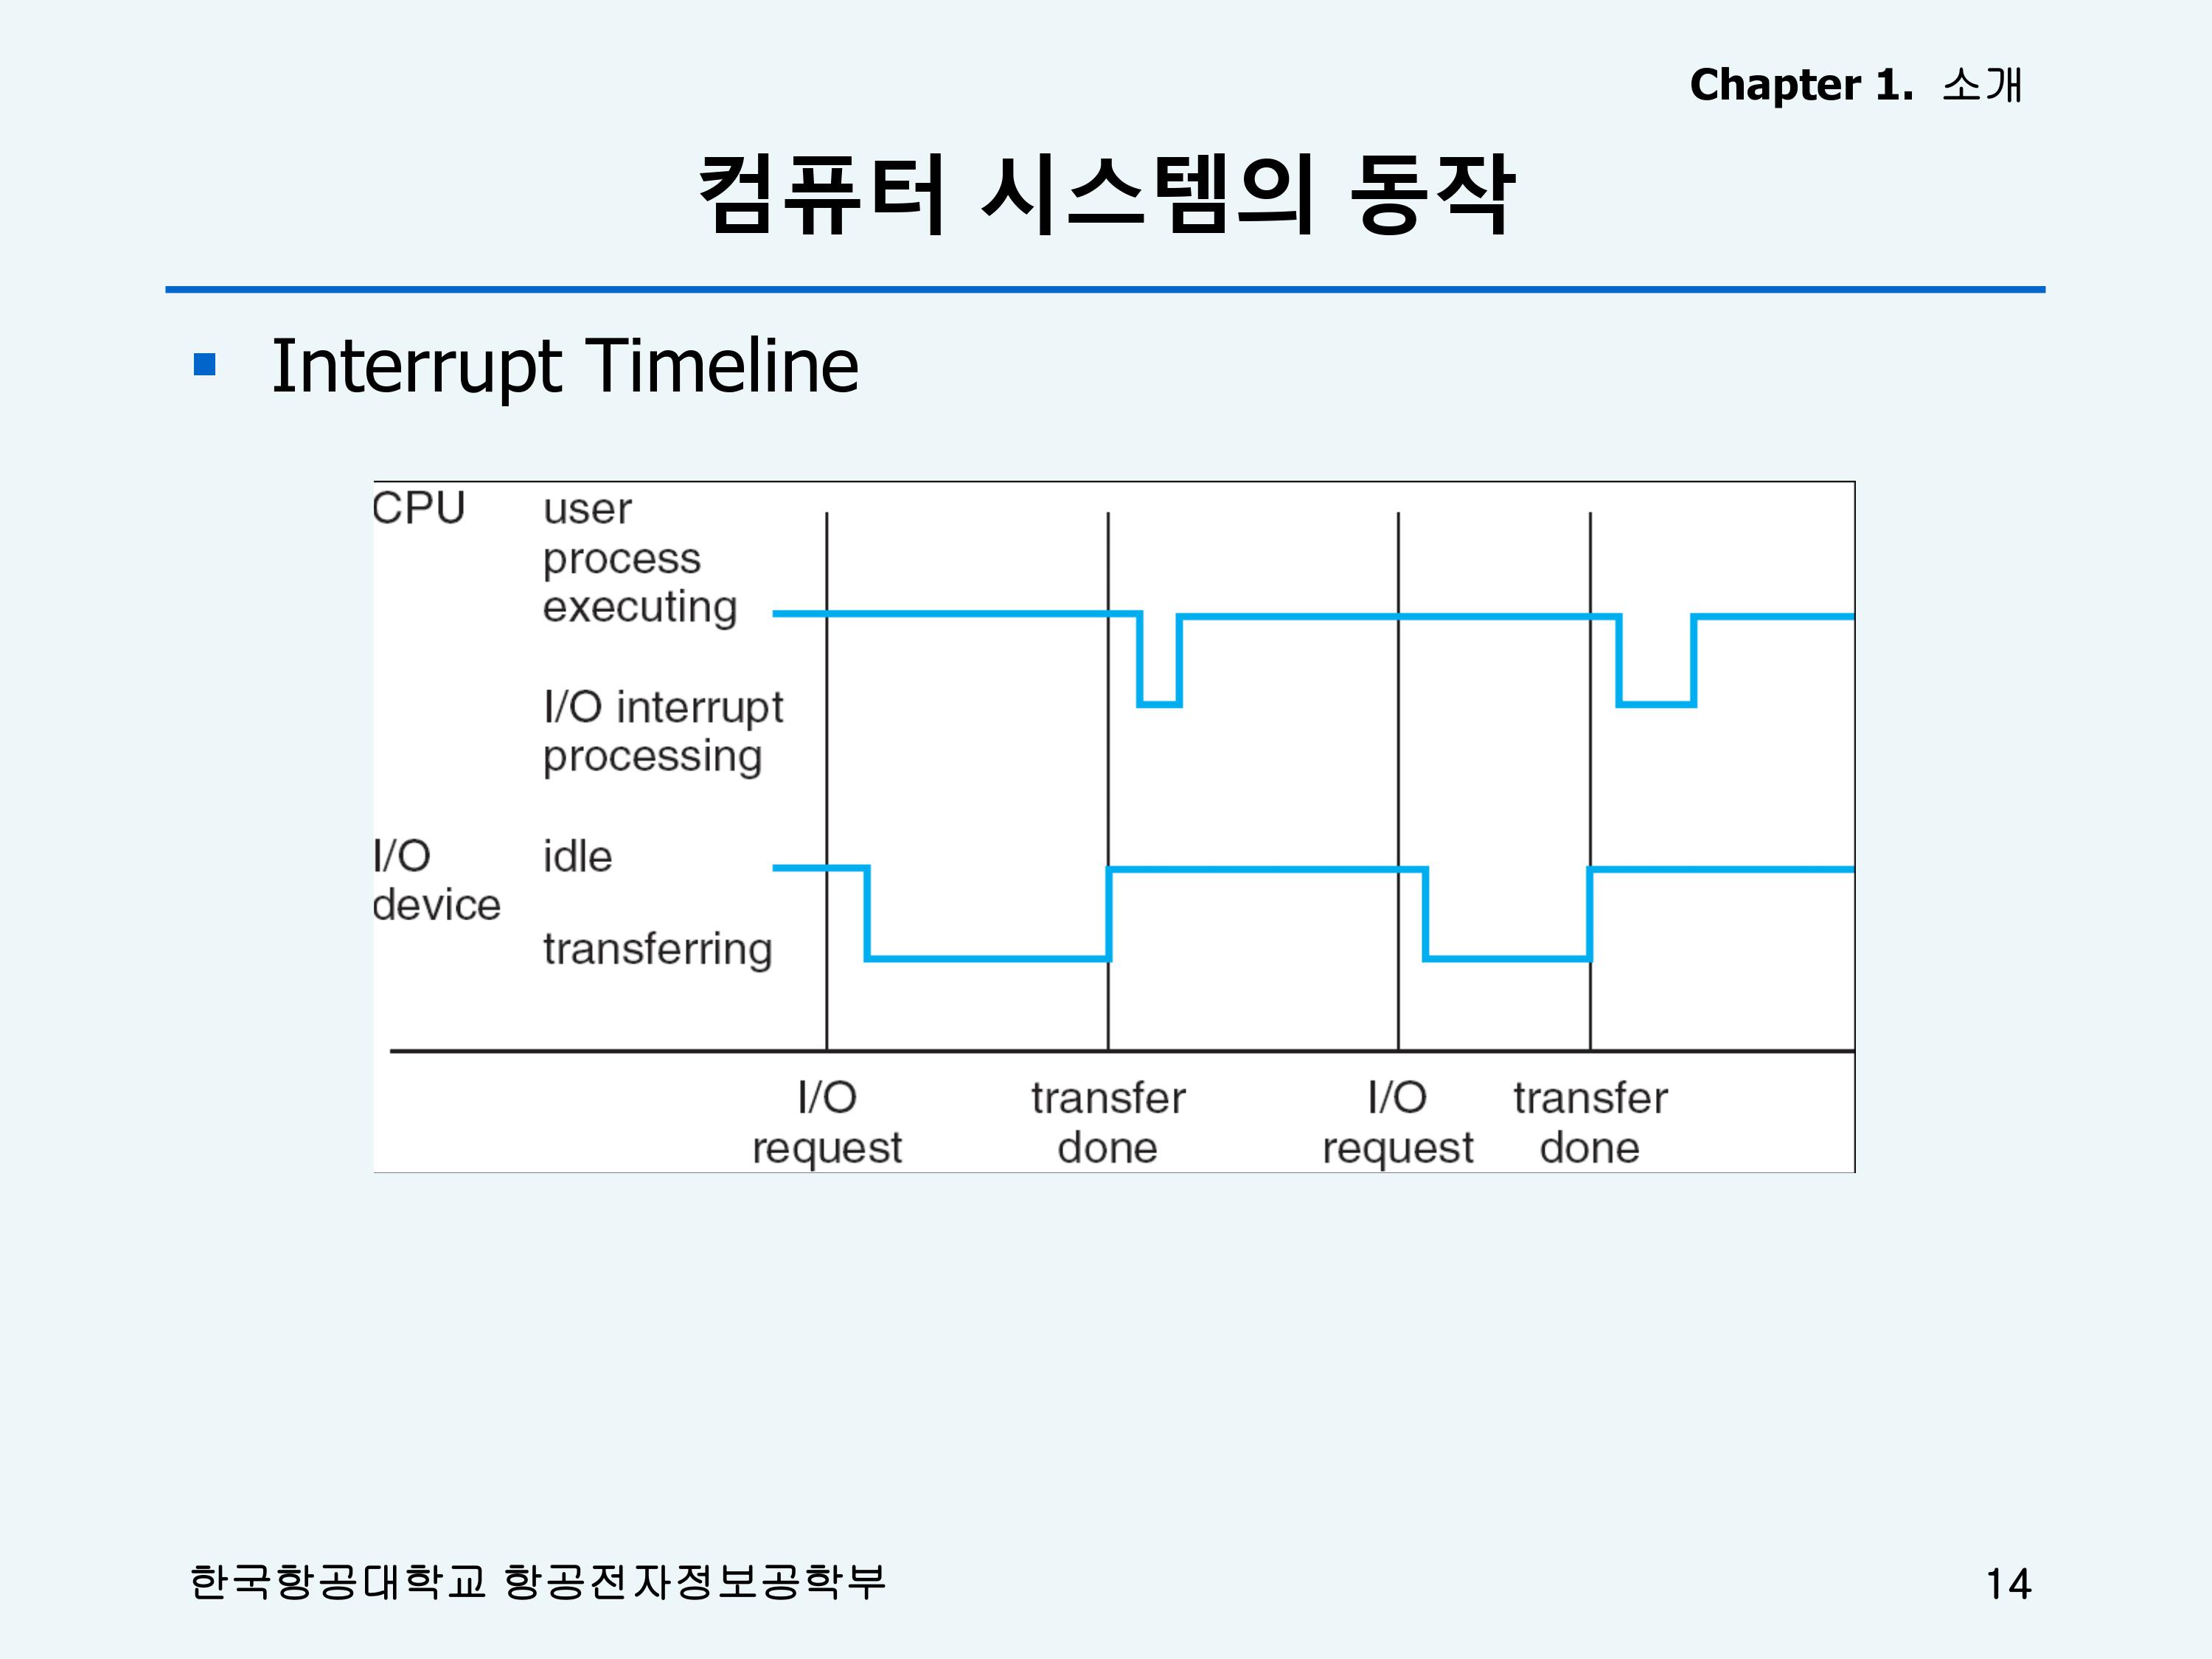 Chapter 1. 소개
컴퓨터 시스템의 동작
Interrupt Timeline
CPU
user
process
executing
I/O interrupt
processing
I/O
device
idle
transferring
I/O
request
transfer
done
I/O
request
transfer
done
한국항공대학교 항공전자정보공학부
14